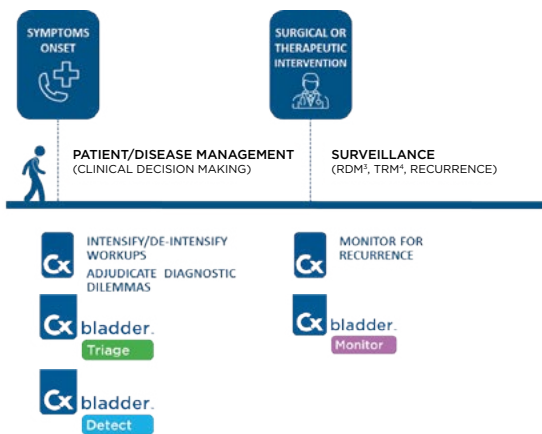 SYMPTOMS
ONSET
SURGICAL OR
THERAPEUTIC
INTERVENTION
PATIENT/DISEASE MANAGEMENT
(CLINICAL DECISION MAKING)
SURVEILLANCE
(RDM³, TRM⁴, RECURRENCE)
Cx
INTENSIFY/DE-INTENSIFY
WORKUPS
ADJUDICATE DIAGNOSTIC
DILEMMAS
Cx
MONITOR FOR
RECURRENCE
Cx bladder.
Triage
Cx bladder.
Monitor
Cx bladder.
Detect